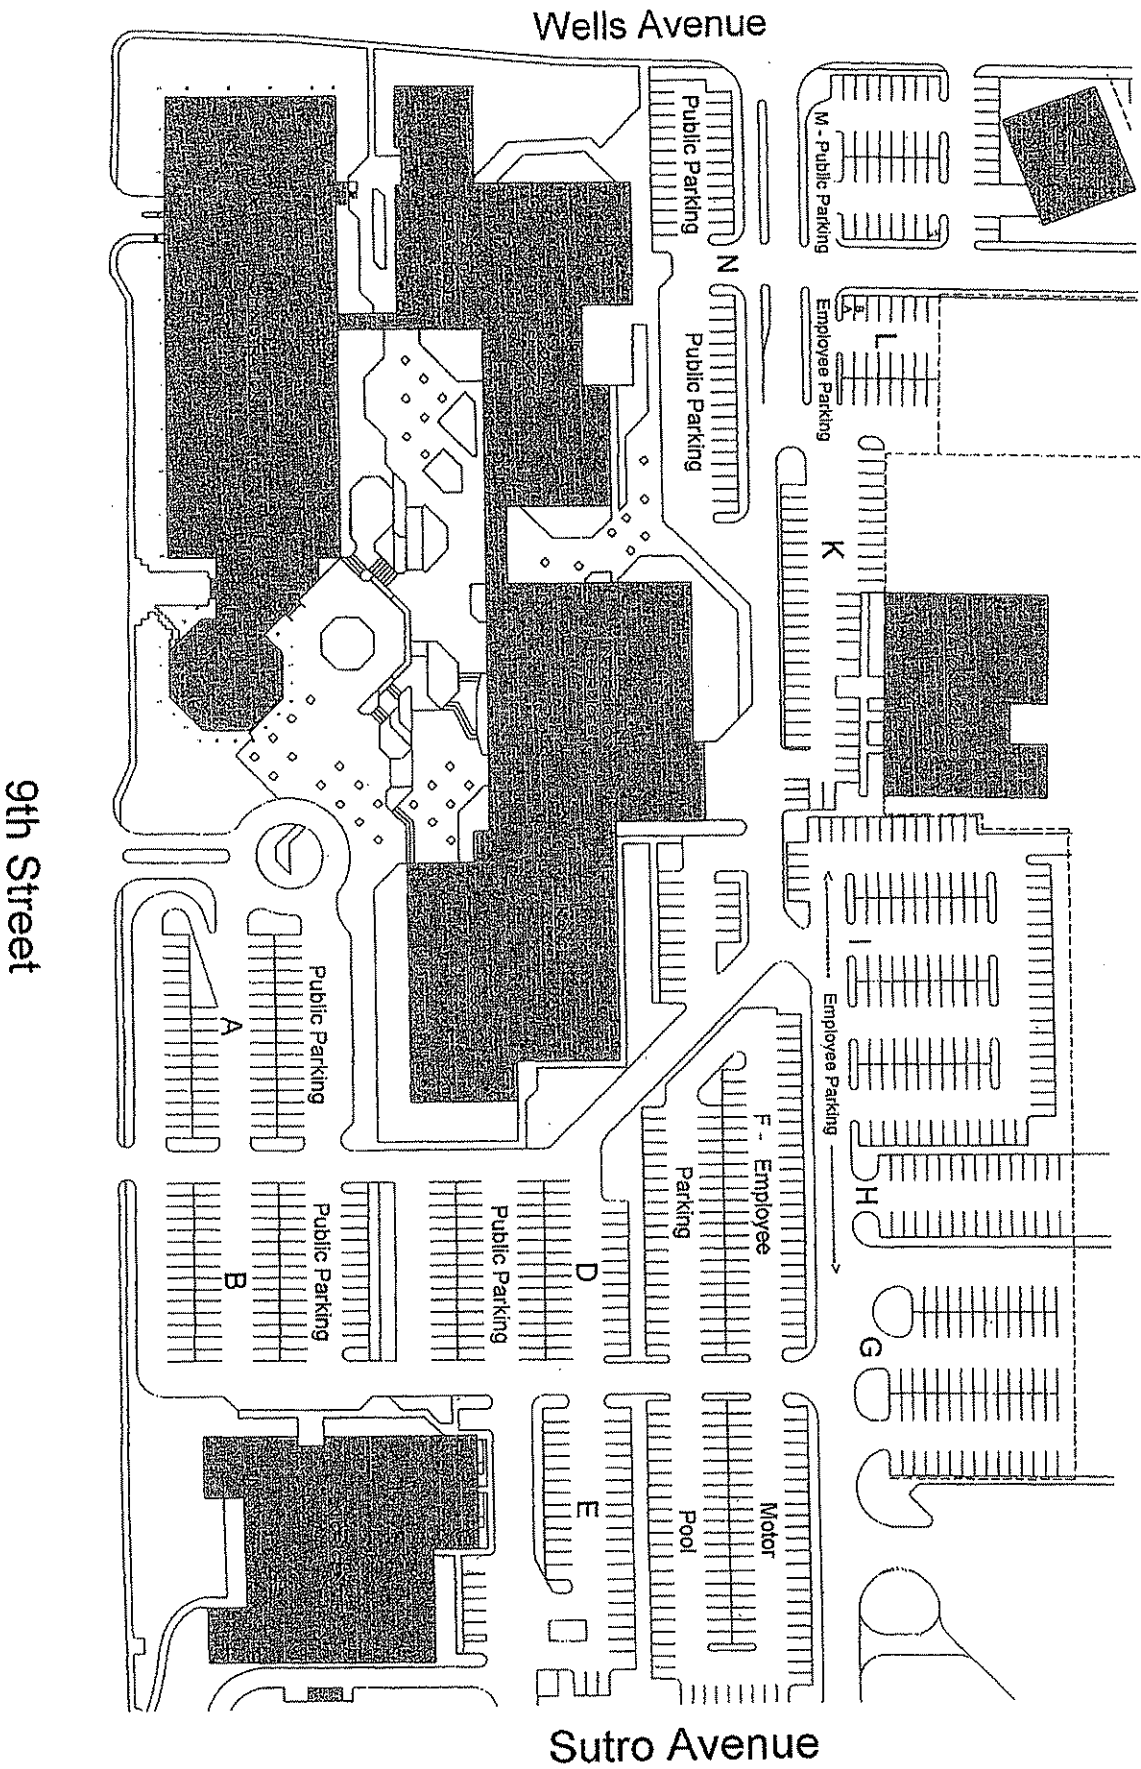 Wells Avenue
Public Parking
M - Public Parking
N
Public Parking
Employee Parking
A
B
L
K
9th Street
A
Public Parking
I
Employee Parking
F - Employee
Parking
H
B
Public Parking
Public Parking
D
G
E
Motor
Pool
Sutro Avenue